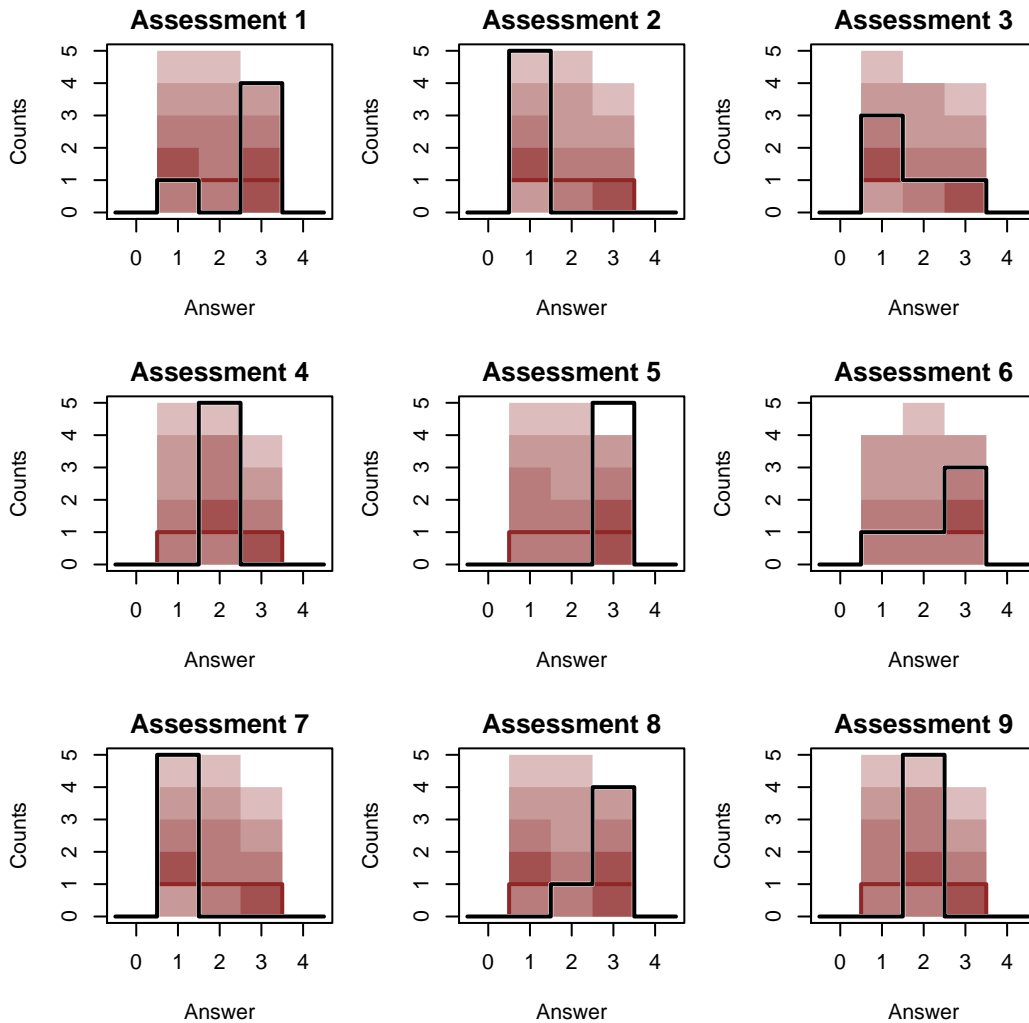 Assessment 1
Counts
0 1 2 3 4 5
0 1 2 3 4
Answer
Assessment 2
Counts
0 1 2 3 4 5
0 1 2 3 4
Answer
Assessment 3
Counts
0 1 2 3 4 5
0 1 2 3 4
Answer
Assessment 4
Counts
0 1 2 3 4 5
0 1 2 3 4
Answer
Assessment 5
Counts
0 1 2 3 4 5
0 1 2 3 4
Answer
Assessment 6
Counts
0 1 2 3 4 5
0 1 2 3 4
Answer
Assessment 7
Counts
0 1 2 3 4 5
0 1 2 3 4
Answer
Assessment 8
Counts
0 1 2 3 4 5
0 1 2 3 4
Answer
Assessment 9
Counts
0 1 2 3 4 5
0 1 2 3 4
Answer